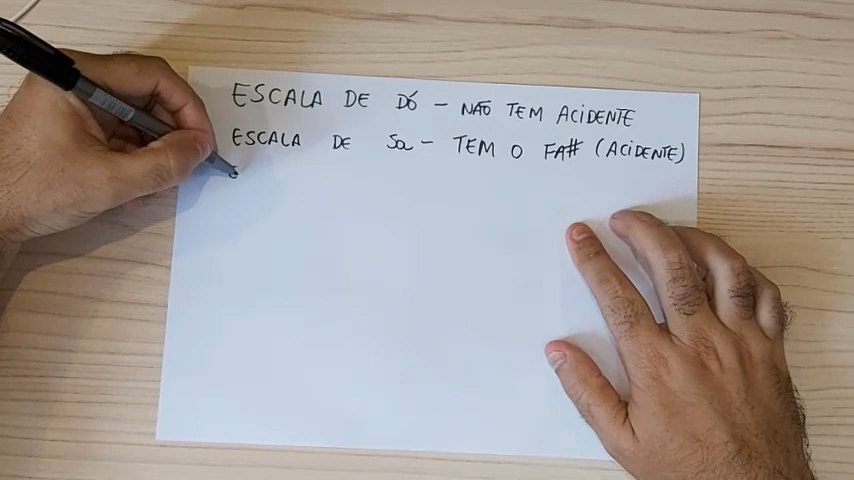 ESCALA DE DÓ - NÃO TEM ACIDENTE
ESCALA DE SOL - TEM O FA# (ACIDENTE)